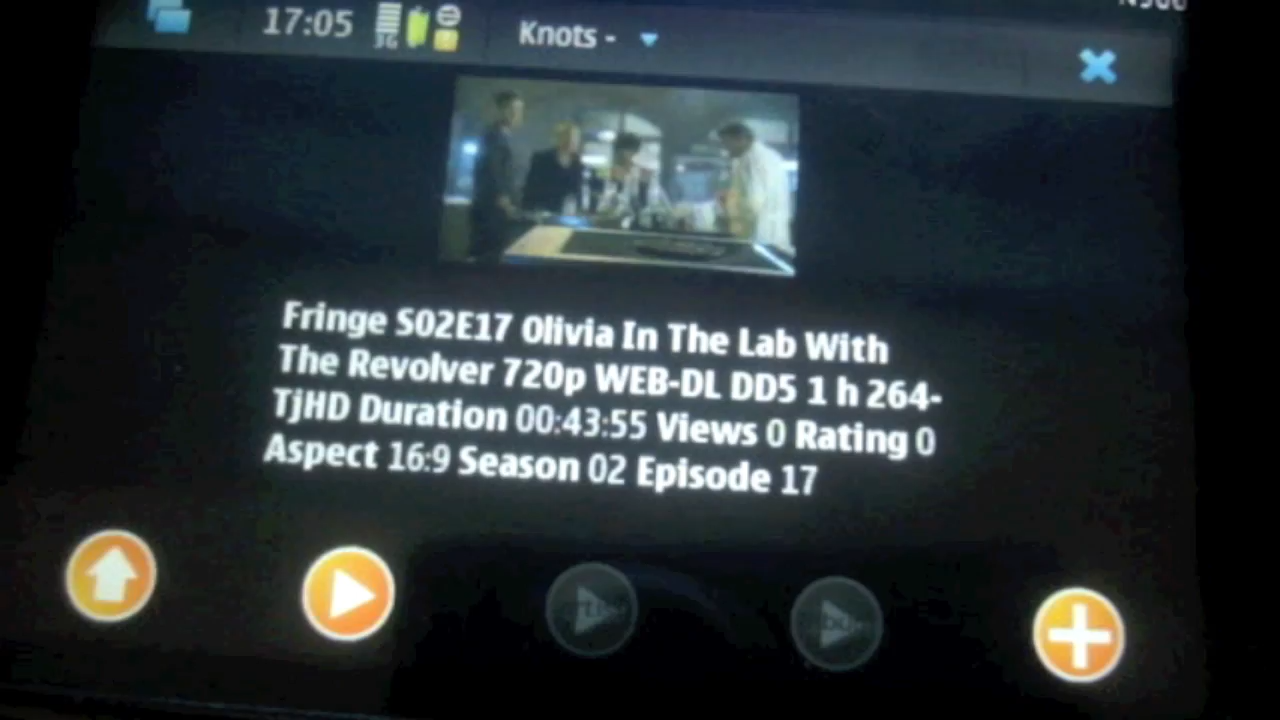 17:05
3G
Knots -
Fringe S02E17 Olivia In The Lab With
The Revolver 720p WEB-DL DD5 1 h 264-
TjHD Duration 00:43:55 Views 0 Rating 0
Aspect 16:9 Season 02 Episode 17